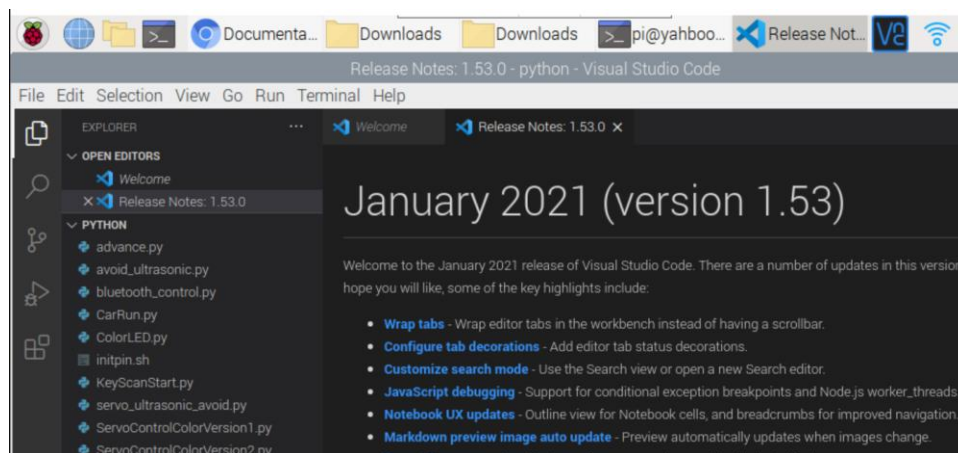 Documenta...
Downloads
Downloads
pi@yahboo...
Release Not...
Release Notes: 1.53.0 - python - Visual Studio Code
File Edit Selection View Go Run Terminal Help
EXPLORER
OPEN EDITORS
Welcome
Release Notes: 1.53.0
PYTHON
advance.py
avoid_ultrasonic.py
bluetooth_control.py
CarRun.py
ColorLED.py
initpin.sh
KeyScanStart.py
servo_ultrasonic_avoid.py
ServoControlColorVersion1.py
ServoControlColorVersion2.py
Welcome
Release Notes: 1.53.0
January 2021 (version 1.53)
Welcome to the January 2021 release of Visual Studio Code. There are a number of updates in this version
hope you will like, some of the key highlights include:
Wrap tabs - Wrap editor tabs in the workbench instead of having a scrollbar.
Configure tab decorations - Add editor tab status decorations.
Customize search mode - Use the Search view or open a new Search editor.
JavaScript debugging - Support for conditional exception breakpoints and Node.js worker_threads
Notebook UX updates - Outline view for Notebook cells, and breadcrumbs for improved navigation.
Markdown preview image auto update - Preview automatically updates when images change.